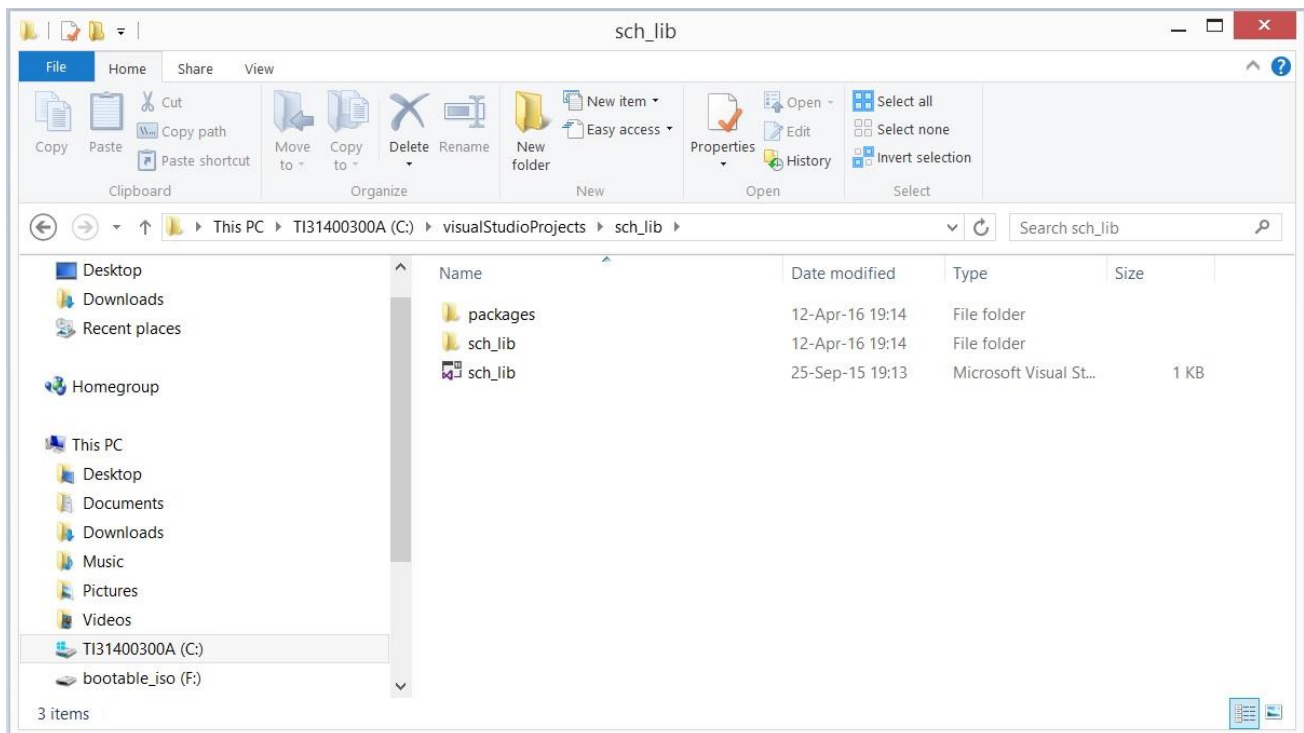 sch_lib
File Home Share View
Copy
Paste
Cut
Copy path
Paste shortcut
Clipboard
Move to
Copy to
Delete
Rename
Organize
New folder
New item
Easy access
New
Properties
Open
Edit
History
Open
Select all
Select none
Invert selection
Select
This PC TI31400300A (C:) visualStudioProjects sch_lib
Search sch_lib
Desktop
Downloads
Recent places
Homegroup
This PC
Desktop
Documents
Downloads
Music
Pictures
Videos
TI31400300A (C:)
bootable_iso (F:)
Name Date modified Type Size
packages 12-Apr-16 19:14 File folder
sch_lib 12-Apr-16 19:14 File folder
sch_lib 25-Sep-15 19:13 Microsoft Visual St... 1 KB
3 items